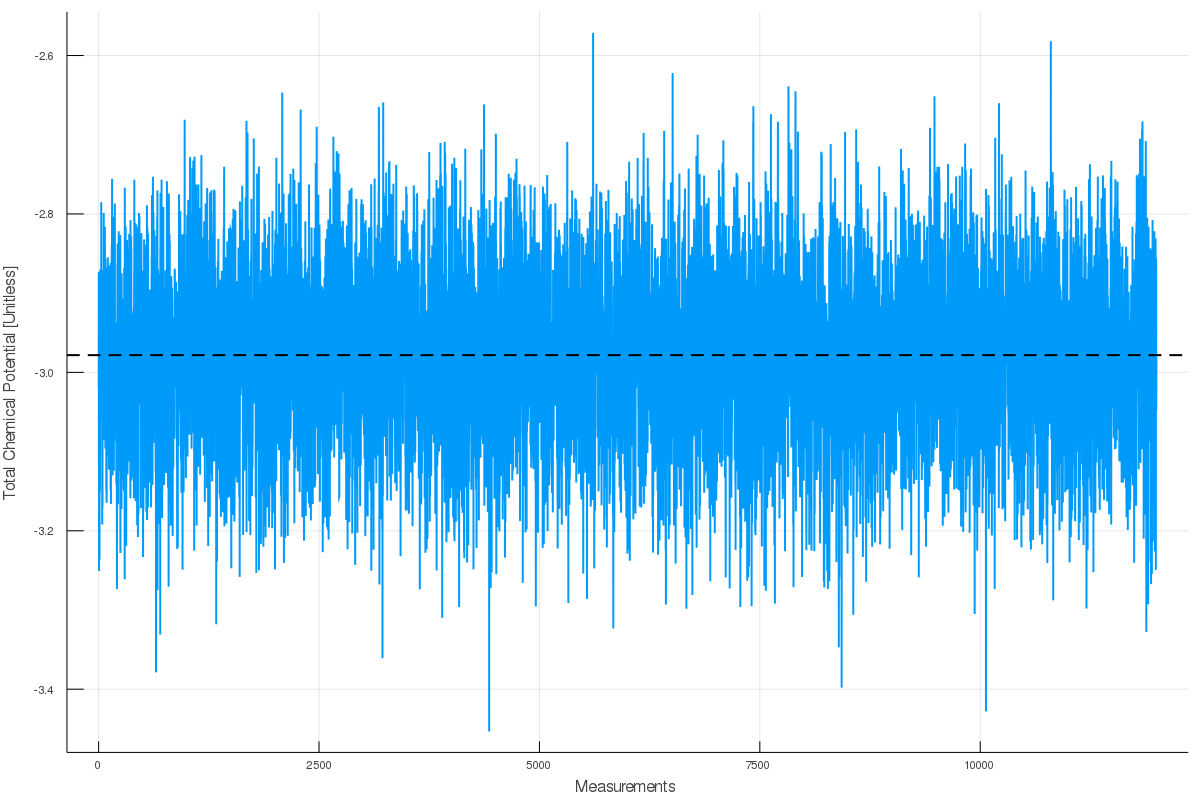 Total Chemical Potential [Unitless]
-2.6
-2.8
-3.0
-3.2
-3.4
0 2500 5000 7500 10000
Measurements